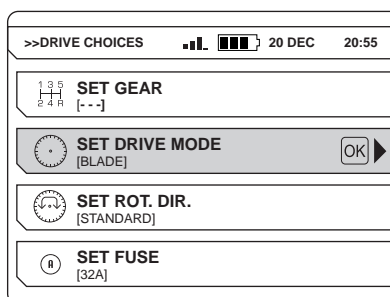 >>DRIVE CHOICES 20 DEC 20:55
1 3 5
2 4 R
SET GEAR
[- - -]
SET DRIVE MODE
[BLADE]
OK
SET ROT. DIR.
[STANDARD]
A
SET FUSE
[32A]